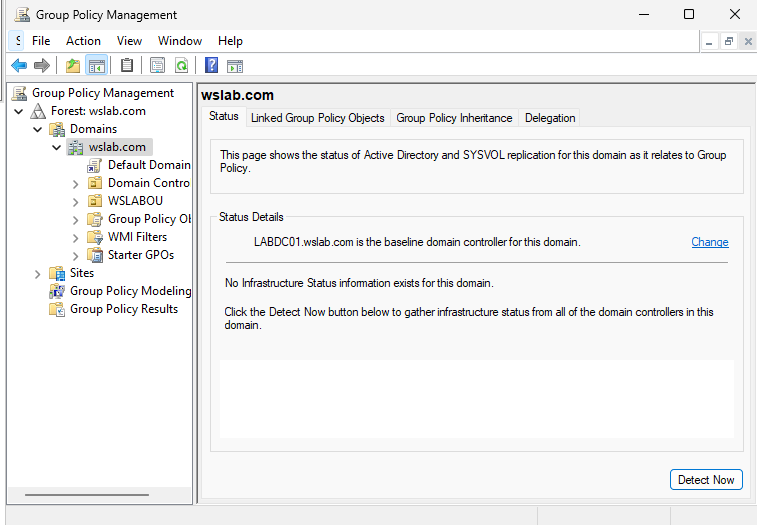 Group Policy Management
File Action View Window Help
Group Policy Management
Forest: wslab.com
Domains
wslab.com
Default Domain
Domain Contro
WSLABOU
Group Policy Ob
WMI Filters
Starter GPOs
Sites
Group Policy Modeling
Group Policy Results
wslab.com
Status Linked Group Policy Objects Group Policy Inheritance Delegation
This page shows the status of Active Directory and SYSVOL replication for this domain as it relates to Group
Policy.
Status Details
LABDC01.wslab.com is the baseline domain controller for this domain. Change
No Infrastructure Status information exists for this domain.
Click the Detect Now button below to gather infrastructure status from all of the domain controllers in this
domain.
Detect Now